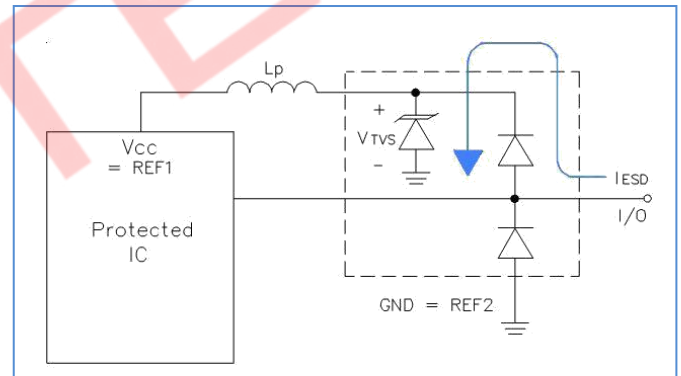 Lp
VCC
= REF1
+
VTVS
-
IESD
I/O
Protected
IC
GND = REF2